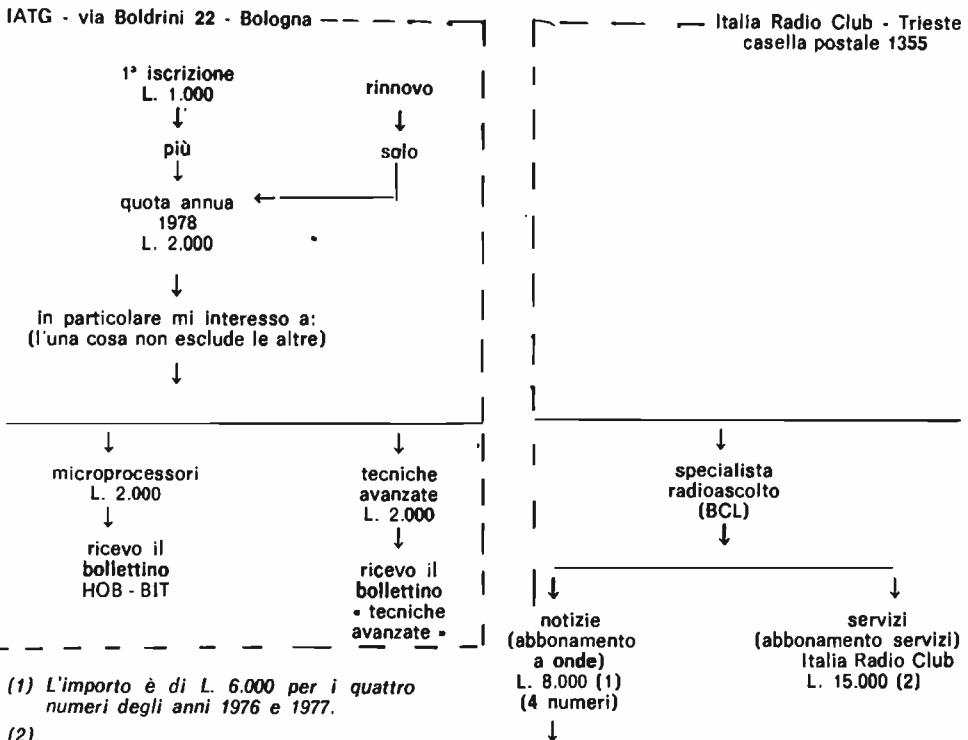 IATG - via Boldrini 22 - Bologna
1ª iscrizione
L. 1.000
più
quota annua
1978
L. 2.000
rinnovo
solo
in particolare mi interesso a:
(l'una cosa non esclude le altre)
microprocessori
L. 2.000
ricevo il
bollettino
HOB - BIT
tecniche
avanzate
L. 2.000
ricevo il
bollettino
« tecniche
avanzate »
(1) L'importo è di L. 6.000 per i quattro
numeri degli anni 1976 e 1977.
(2)
Italia Radio Club - Trieste
casella postale 1355
specialista
radioascolto
(BCL)
notizie
(abbonamento
a onde)
L. 8.000 (1)
(4 numeri)
servizi
(abbonamento servizi)
Italia Radio Club
L. 15.000 (2)